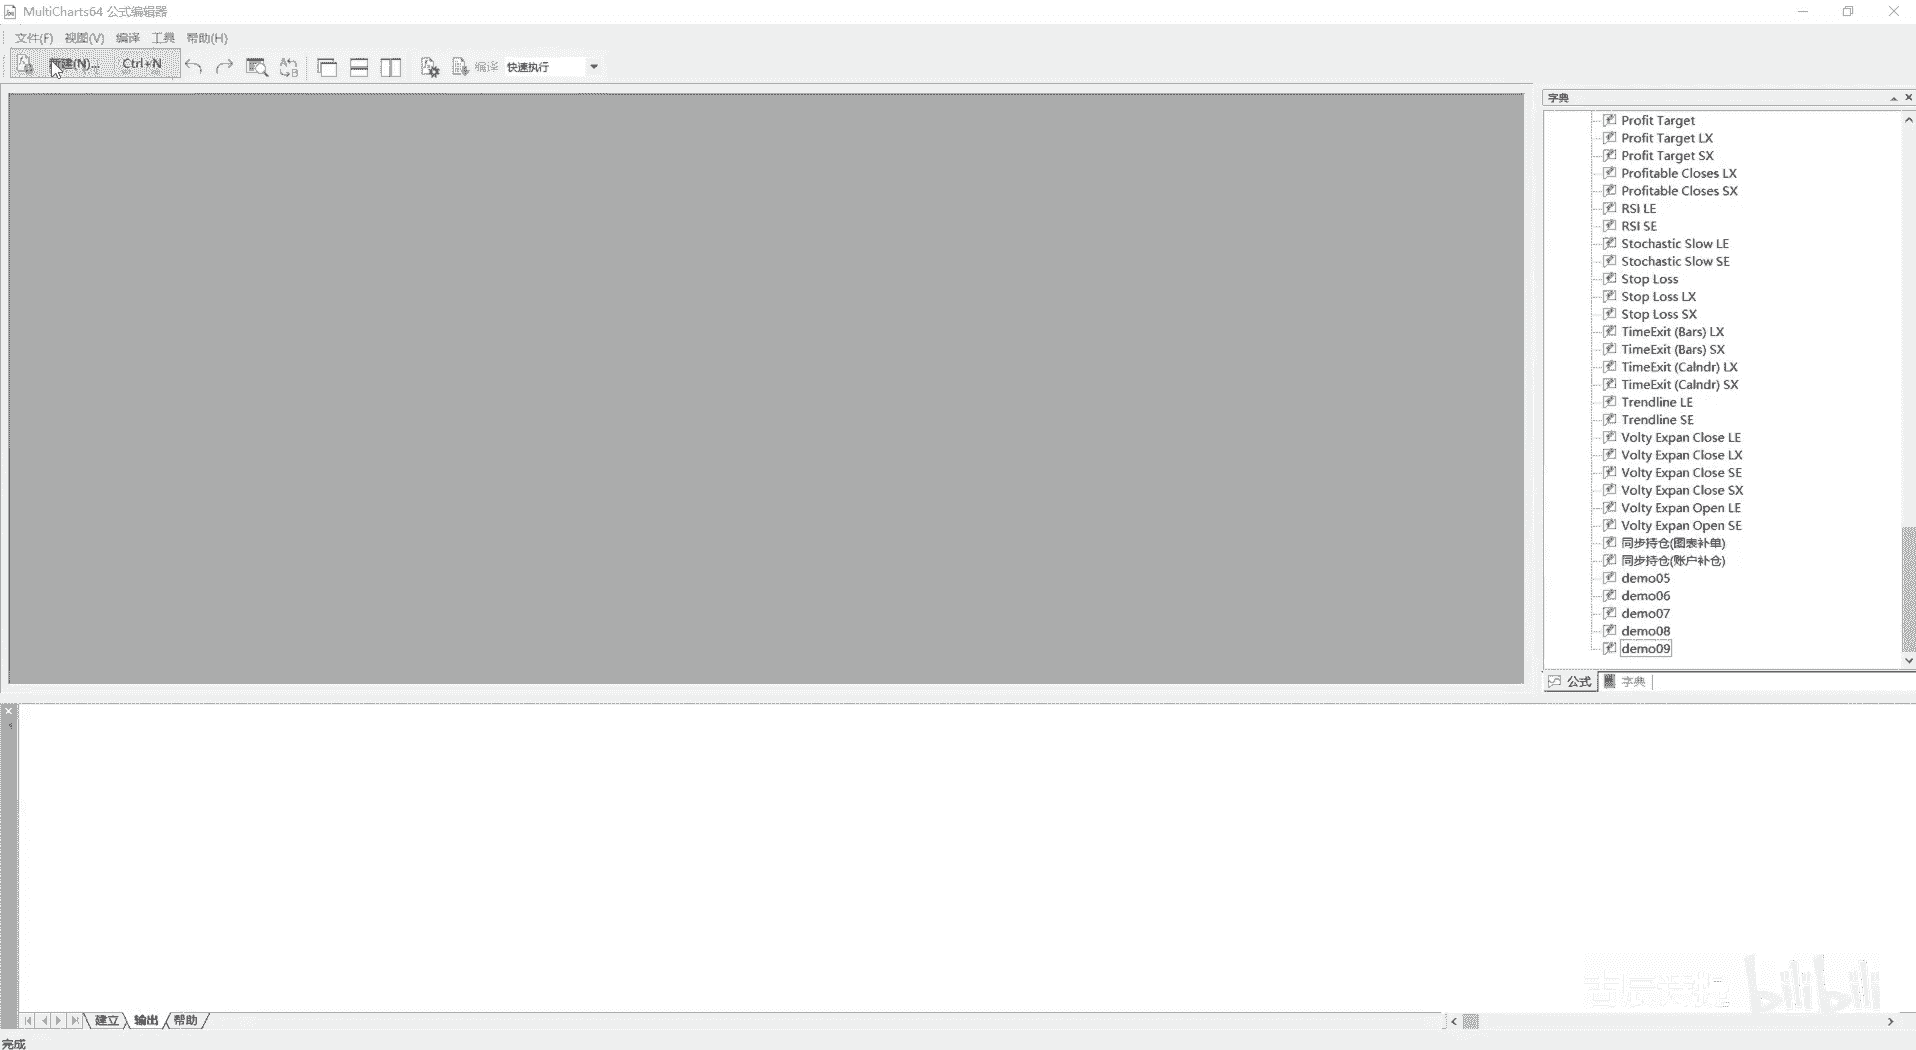 MultiCharts64 公式编辑器
文件(F) 视图(V) 编译 工具 帮助(H)
新建(N)... Ctrl+N
编译 快速执行
字典
Profit Target
Profit Target LX
Profit Target SX
Profitable Closes LX
Profitable Closes SX
RSI LE
RSI SE
Stochastic Slow LE
Stochastic Slow SE
Stop Loss
Stop Loss LX
Stop Loss SX
TimeExit (Bars) LX
TimeExit (Bars) SX
TimeExit (Calndr) LX
TimeExit (Calndr) SX
Trendline LE
Trendline SE
Volty Expan Close LE
Volty Expan Close LX
Volty Expan Close SE
Volty Expan Close SX
Volty Expan Open LE
Volty Expan Open SE
同步持仓(图表补单)
同步持仓(账户补仓)
demo05
demo06
demo07
demo08
demo09
公式 字典
bilibili
建立 输出 帮助
完成